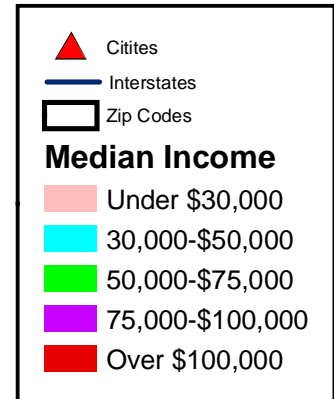 Citites
Interstates
Zip Codes
Median Income
Under $30,000
30,000-$50,000
50,000-$75,000
75,000-$100,000
Over $100,000